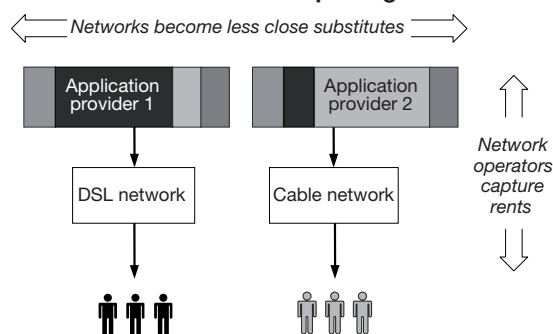 Networks become less close substitutes
Application
provider 1
Application
provider 2
Network
operators
capture
rents
DSL network
Cable network